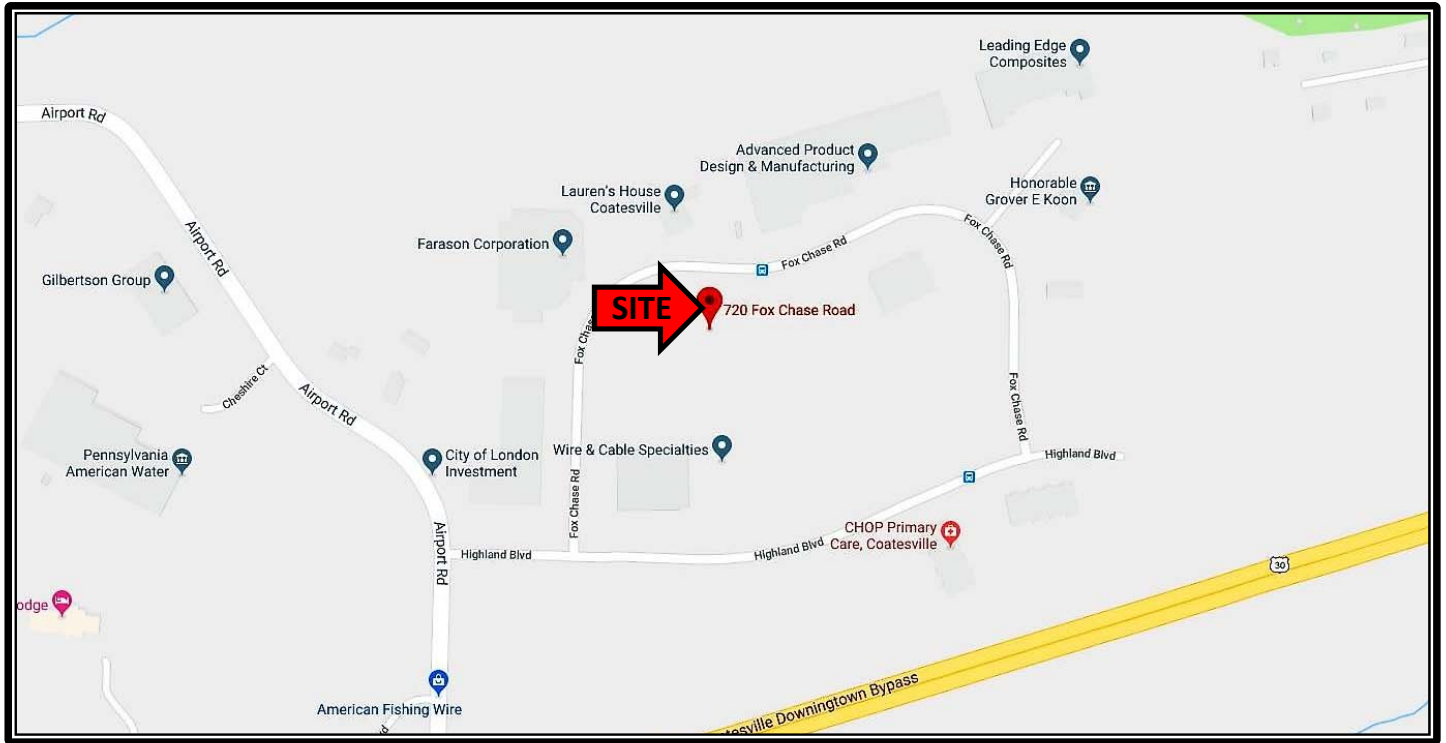 Leading Edge
Composites
Airport Rd
Advanced Product
Design & Manufacturing
Lauren's House
Coatesville
Honorable
Grover E Koon
Fox Chase Rd
Airport Rd
Farason Corporation
Fox Chase Rd
Gilbertson Group
SITE
720 Fox Chase Road
Fox Chase
Cheshire Ct
Airport Rd
Fox Chase Rd
Pennsylvania
American Water
City of London
Investment
Wire & Cable Specialties
Highland Blvd
Fox Chase Rd
CHOP Primary
Care, Coatesville
Airport Rd
Highland Blvd
Highland Blvd
30
odge
tesville Downingtown Bypass
American Fishing Wire